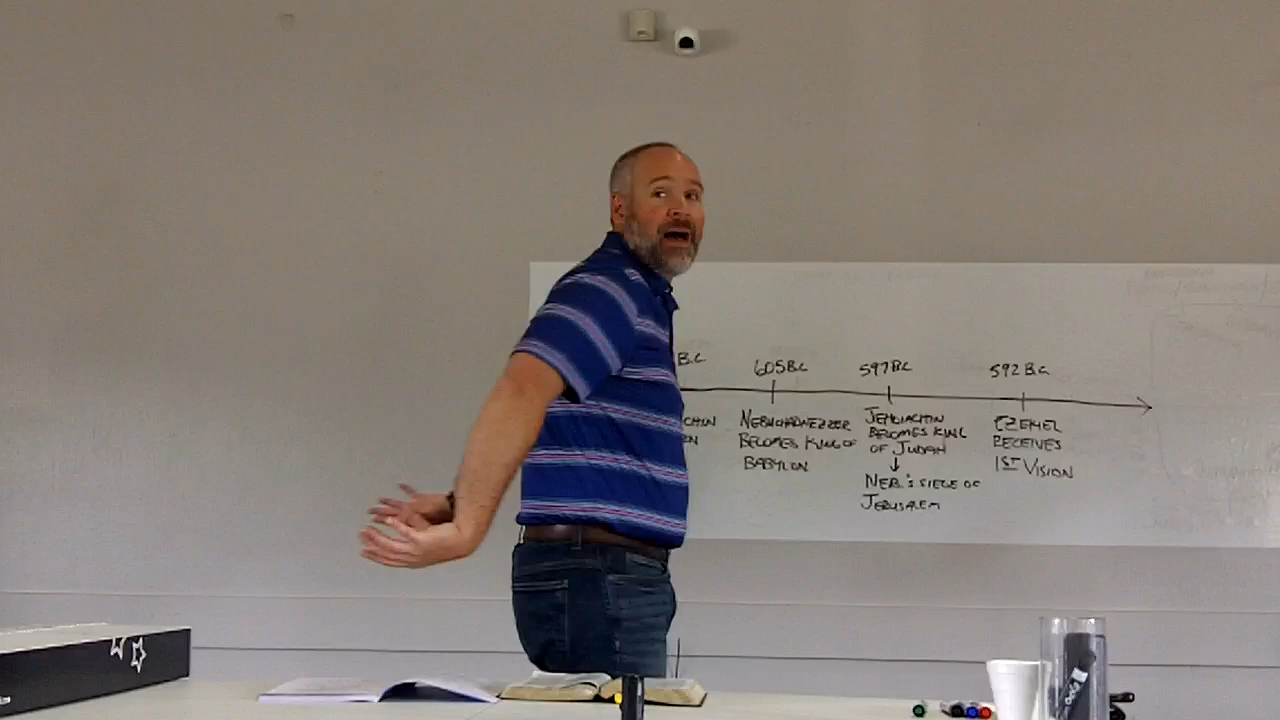 B.C 605BC 597BC 592 B.C
CHIN
NEBUCHADNEZZER
BECOMES KING OF
BABYLON
JEHOIACHIN
BECOMES KING
OF JUDAH
↓
NEB.'S SIEGE OF
JERUSALEM
EZEKIEL
RECEIVES
1ST VISION